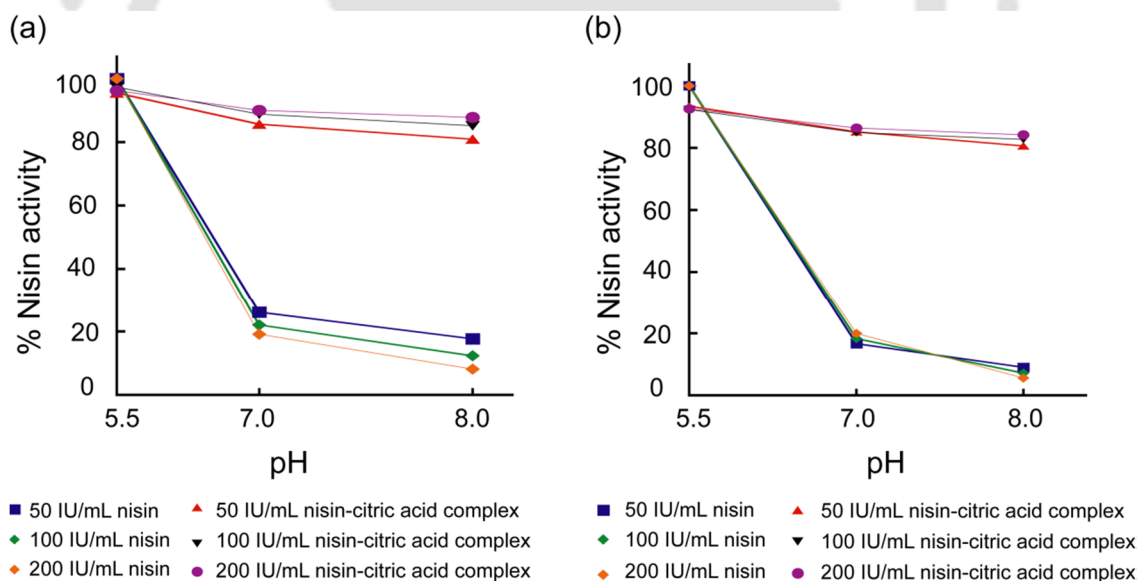 (a)
% Nisin activity
100
80
60
40
20
0
5.5 7.0 8.0
pH
50 IU/mL nisin 50 IU/mL nisin-citric acid complex
100 IU/mL nisin 100 IU/mL nisin-citric acid complex
200 IU/mL nisin 200 IU/mL nisin-citric acid complex
(b)
% Nisin activity
100
80
60
40
20
0
5.5 7.0 8.0
pH
50 IU/mL nisin 50 IU/mL nisin-citric acid complex
100 IU/mL nisin 100 IU/mL nisin-citric acid complex
200 IU/mL nisin 200 IU/mL nisin-citric acid complex